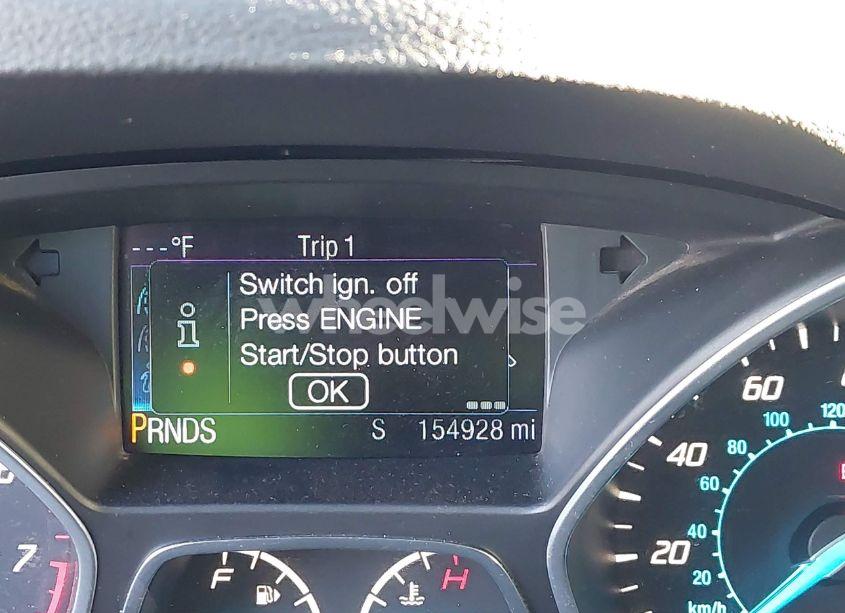 ---°F Trip 1
Switch ign. off
Press ENGINE
Start/Stop button
OK
PRNDS S 154928 mi
wheelwise
7
F
H
60
40
20
120
100
80
60
40
20
km/h